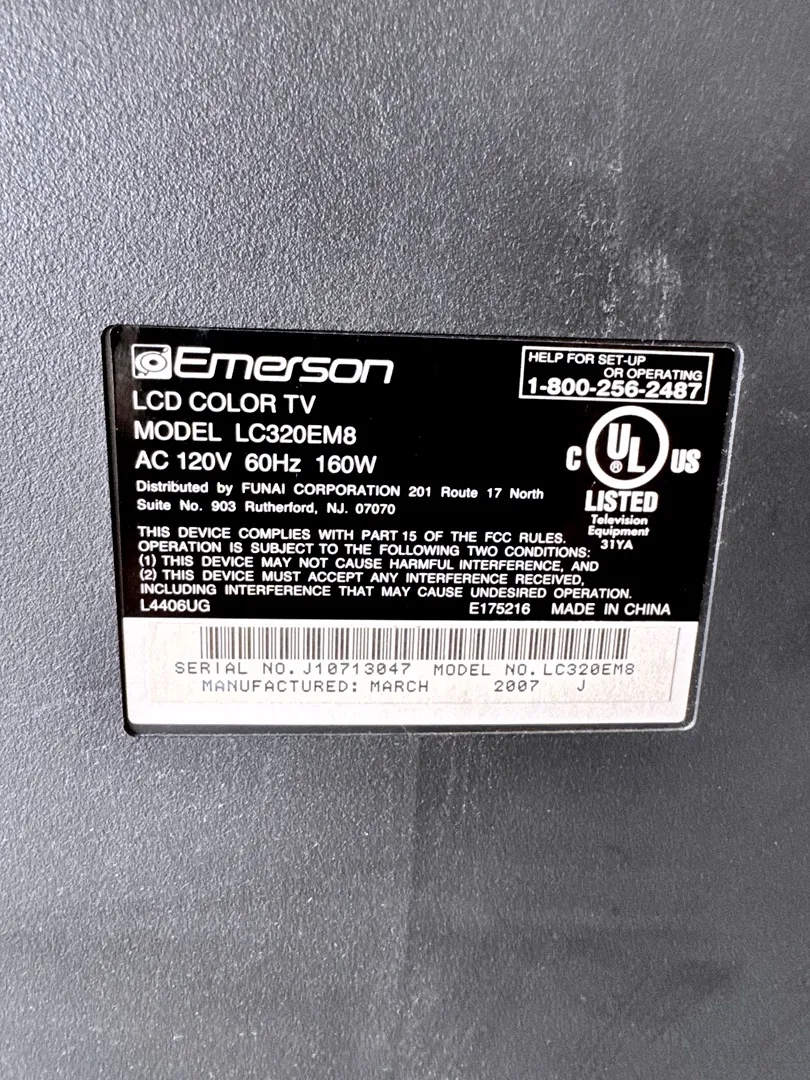 Emerson
HELP FOR SET-UP
OR OPERATING
1-800-256-2487
LCD COLOR TV
MODEL LC320EM8
AC 120V 60Hz 160W
C UL® US
LISTED
Television
Equipment
31YA
Distributed by FUNAI CORPORATION 201 Route 17 North
Suite No. 903 Rutherford, NJ. 07070
THIS DEVICE COMPLIES WITH PART 15 OF THE FCC RULES.
OPERATION IS SUBJECT TO THE FOLLOWING TWO CONDITIONS:
(1) THIS DEVICE MAY NOT CAUSE HARMFUL INTERFERENCE, AND
(2) THIS DEVICE MUST ACCEPT ANY INTERFERENCE RECEIVED,
INCLUDING INTERFERENCE THAT MAY CAUSE UNDESIRED OPERATION.
L4406UG E175216 MADE IN CHINA
SERIAL NO. J10713047 MODEL NO. LC320EM8
MANUFACTURED: MARCH 2007 J